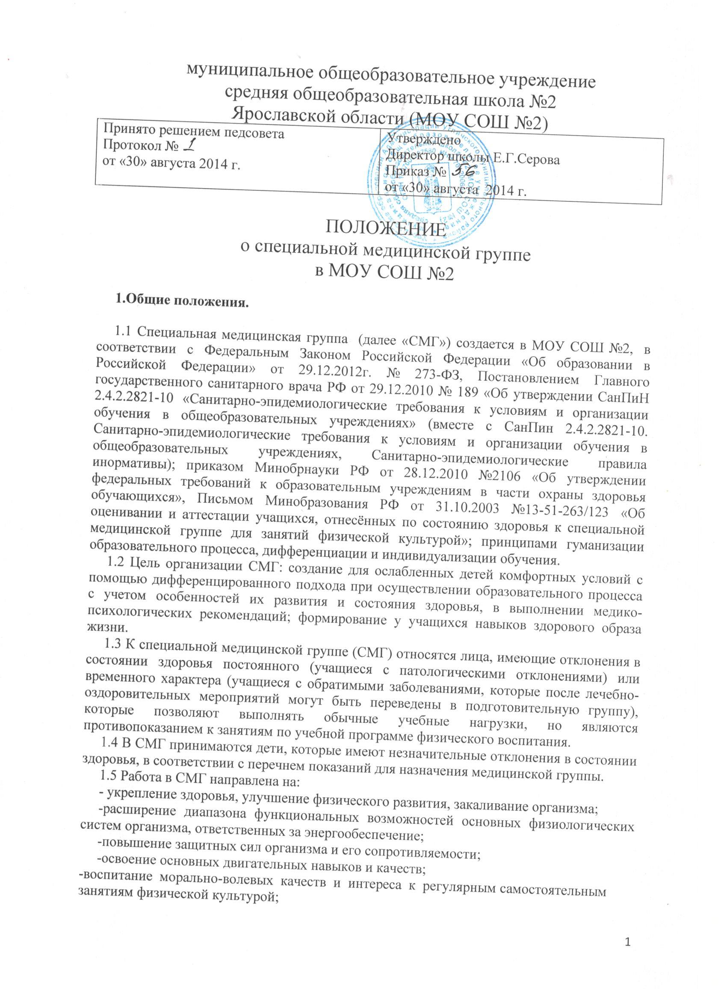 муниципальное общеобразовательное учреждение
средняя общеобразовательная школа №2
Ярославской области (МОУ СОШ №2)
Принято решением педсовета
Протокол № 1
от «30» августа 2014 г.
Утверждено
Директор школы Е.Г.Серова
Приказ № 56
от «30» августа 2014 г.
ПОЛОЖЕНИЕ
о специальной медицинской группе
в МОУ СОШ №2
1.Общие положения.
1.1 Специальная медицинская группа (далее «СМГ») создается в МОУ СОШ №2, в
соответствии с Федеральным Законом Российской Федерации «Об образовании в
Российской Федерации» от 29.12.2012г. № 273-ФЗ, Постановлением Главного
государственного санитарного врача РФ от 29.12.2010 № 189 «Об утверждении СанПиН
2.4.2.2821-10 «Санитарно-эпидемиологические требования к условиям и организации
обучения в общеобразовательных учреждениях» (вместе с СанПин 2.4.2.2821-10.
Санитарно-эпидемиологические требования к условиям и организации обучения в
общеобразовательных учреждениях, Санитарно-эпидемиологические правила
инормативы); приказом Минобрнауки РФ от 28.12.2010 №2106 «Об утверждении
федеральных требований к образовательным учреждениям в части охраны здоровья
обучающихся», Письмом Минобразования РФ от 31.10.2003 №13-51-263/123 «Об
оценивании и аттестации учащихся, отнесённых по состоянию здоровья к специальной
медицинской группе для занятий физической культурой»; принципами гуманизации
образовательного процесса, дифференциации и индивидуализации обучения.
1.2 Цель организации СМГ: создание для ослабленных детей комфортных условий с
помощью дифференцированного подхода при осуществлении образовательного процесса
с учетом особенностей их развития и состояния здоровья, в выполнении медико-
психологических рекомендаций; формирование у учащихся навыков здорового образа
жизни.
1.3 К специальной медицинской группе (СМГ) относятся лица, имеющие отклонения в
состоянии здоровья постоянного (учащиеся с патологическими отклонениями) или
временного характера (учащиеся с обратимыми заболеваниями, которые после лечебно-
оздоровительных мероприятий могут быть переведены в подготовительную группу),
которые позволяют выполнять обычные учебные нагрузки, но являются
противопоказанием к занятиям по учебной программе физического воспитания.
1.4 В СМГ принимаются дети, которые имеют незначительные отклонения в состоянии
здоровья, в соответствии с перечнем показаний для назначения медицинской группы.
1.5 Работа в СМГ направлена на:
- укрепление здоровья, улучшение физического развития, закаливание организма;
-расширение диапазона функциональных возможностей основных физиологических
систем организма, ответственных за энергообеспечение;
-повышение защитных сил организма и его сопротивляемости;
-освоение основных двигательных навыков и качеств;
-воспитание морально-волевых качеств и интереса к регулярным самостоятельным
занятиям физической культурой;
1